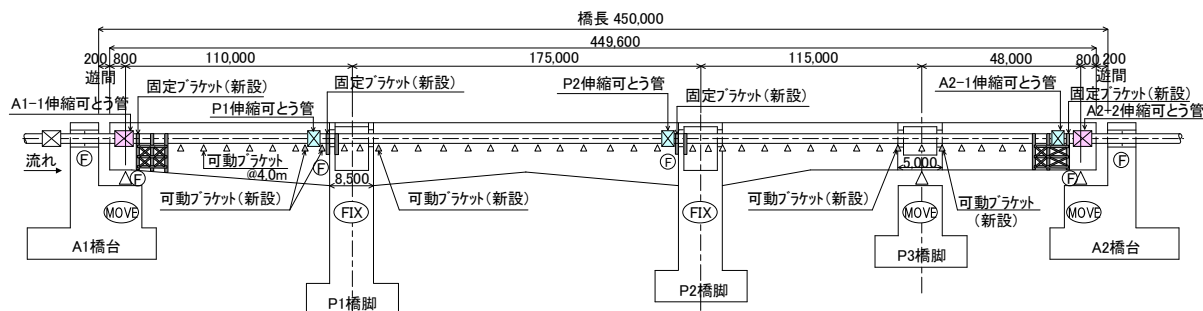 橋長 450,000
449,600
200 800 110,000 175,000 115,000 48,000 800 200
遊間 遊間
固定ブラケット(新設) 固定ブラケット(新設) P2伸縮可とう管 固定ブラケット(新設) A2-1伸縮可とう管 固定ブラケット(新設)
A1-1伸縮可とう管 P1伸縮可とう管 A2-2伸縮可とう管
流れ
F F F F F F
可動ブラケット
@4.0m
8,500 5,000
可動ブラケット(新設) 可動ブラケット(新設) 可動ブラケット(新設) 可動ブラケット
(新設)
MOVE FIX FIX MOVE MOVE
A1橋台 P3橋脚 A2橋台
P1橋脚 P2橋脚